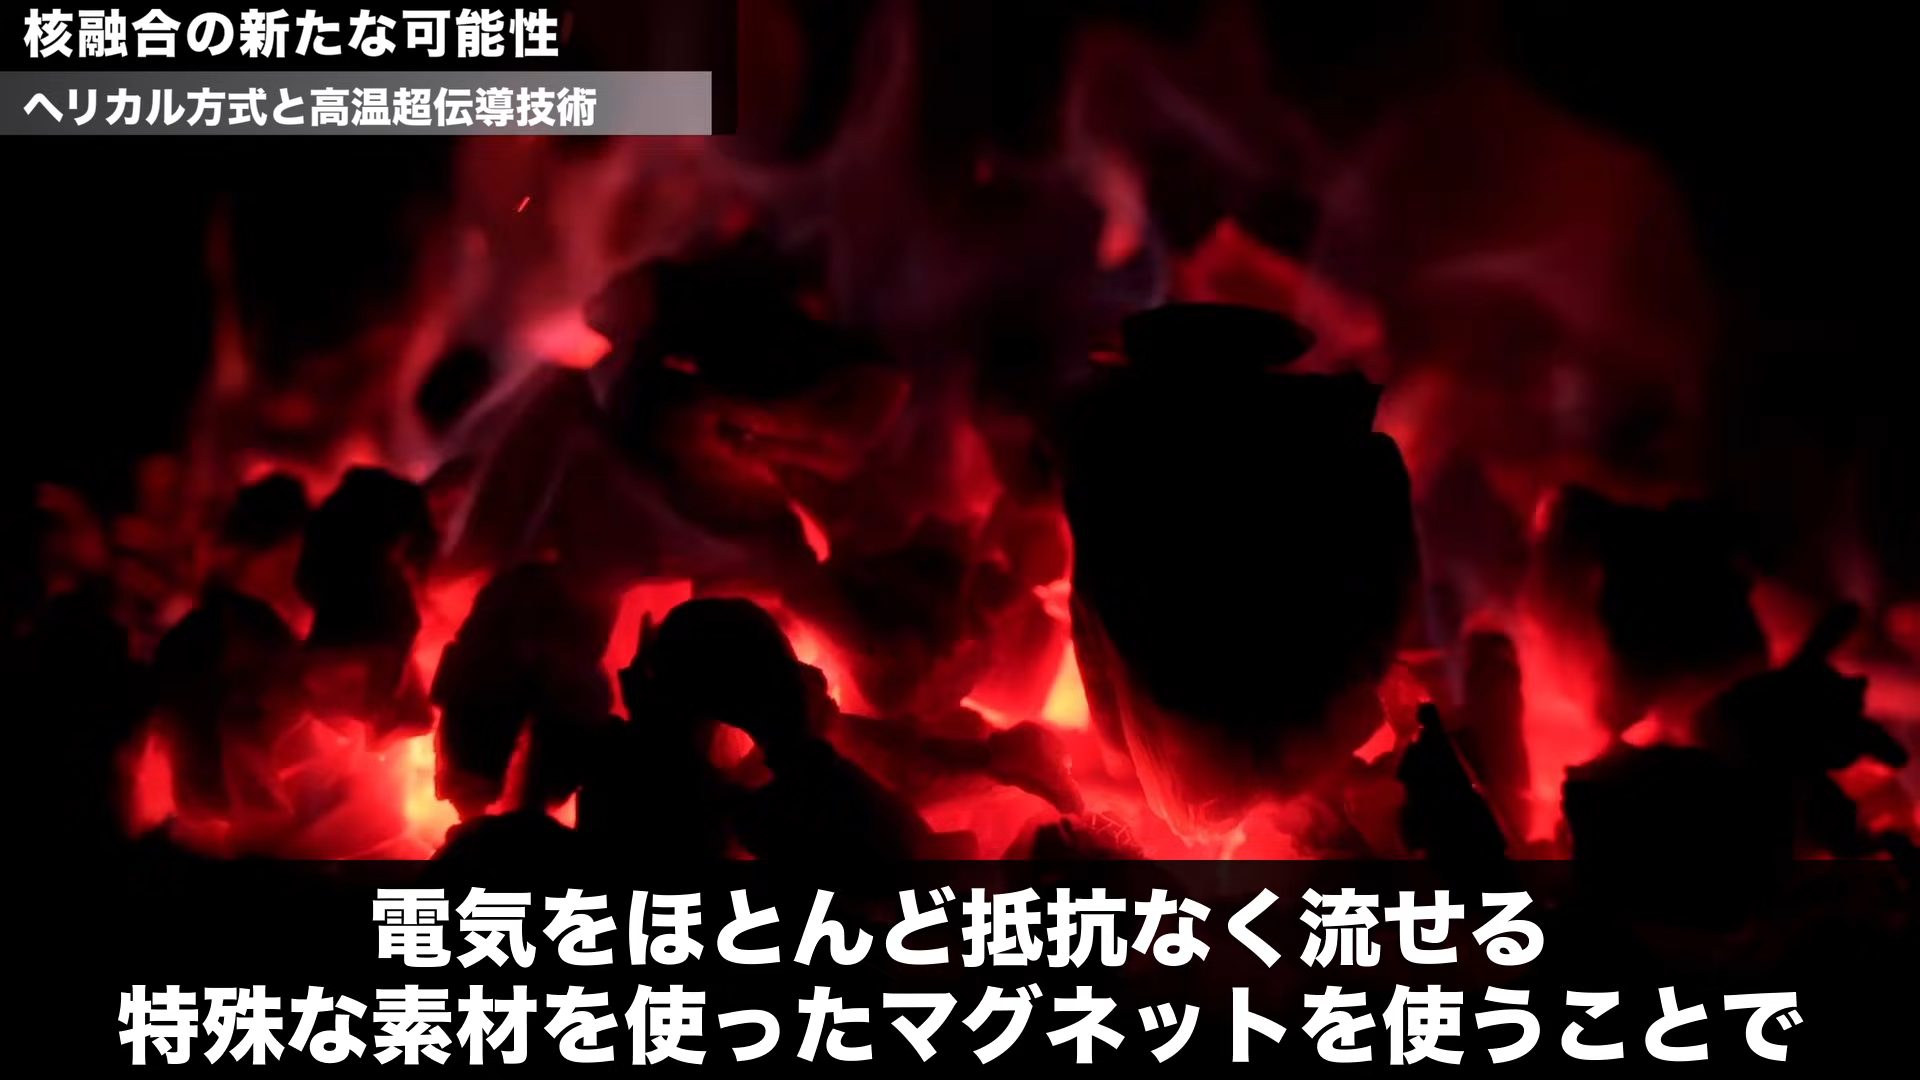 核融合の新たな可能性
ヘリカル方式と高温超伝導技術
電気をほとんど抵抗なく流せる
特殊な素材を使ったマグネットを使うことで